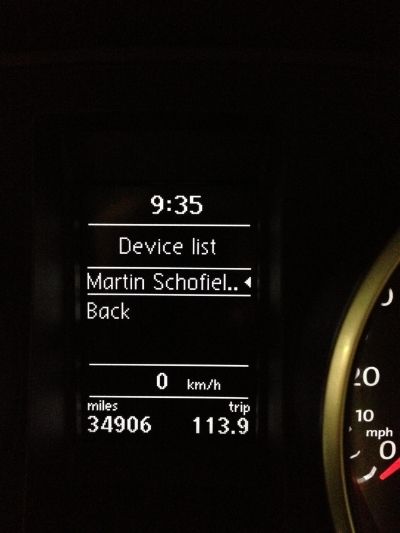 9:35
Device list
Martin Schofiel..
Back
0 km/h
miles trip
34906 113.9
20
10
mph
0